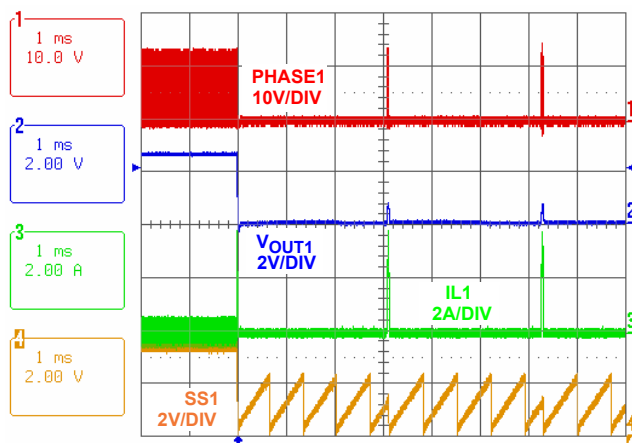 1
1 ms
10.0 V
PHASE1
10V/DIV
1
2
1 ms
2.00 V
2
VOUT1
2V/DIV
3
1 ms
2.00 A
IL1
2A/DIV
3
4
1 ms
2.00 V
SS1
2V/DIV